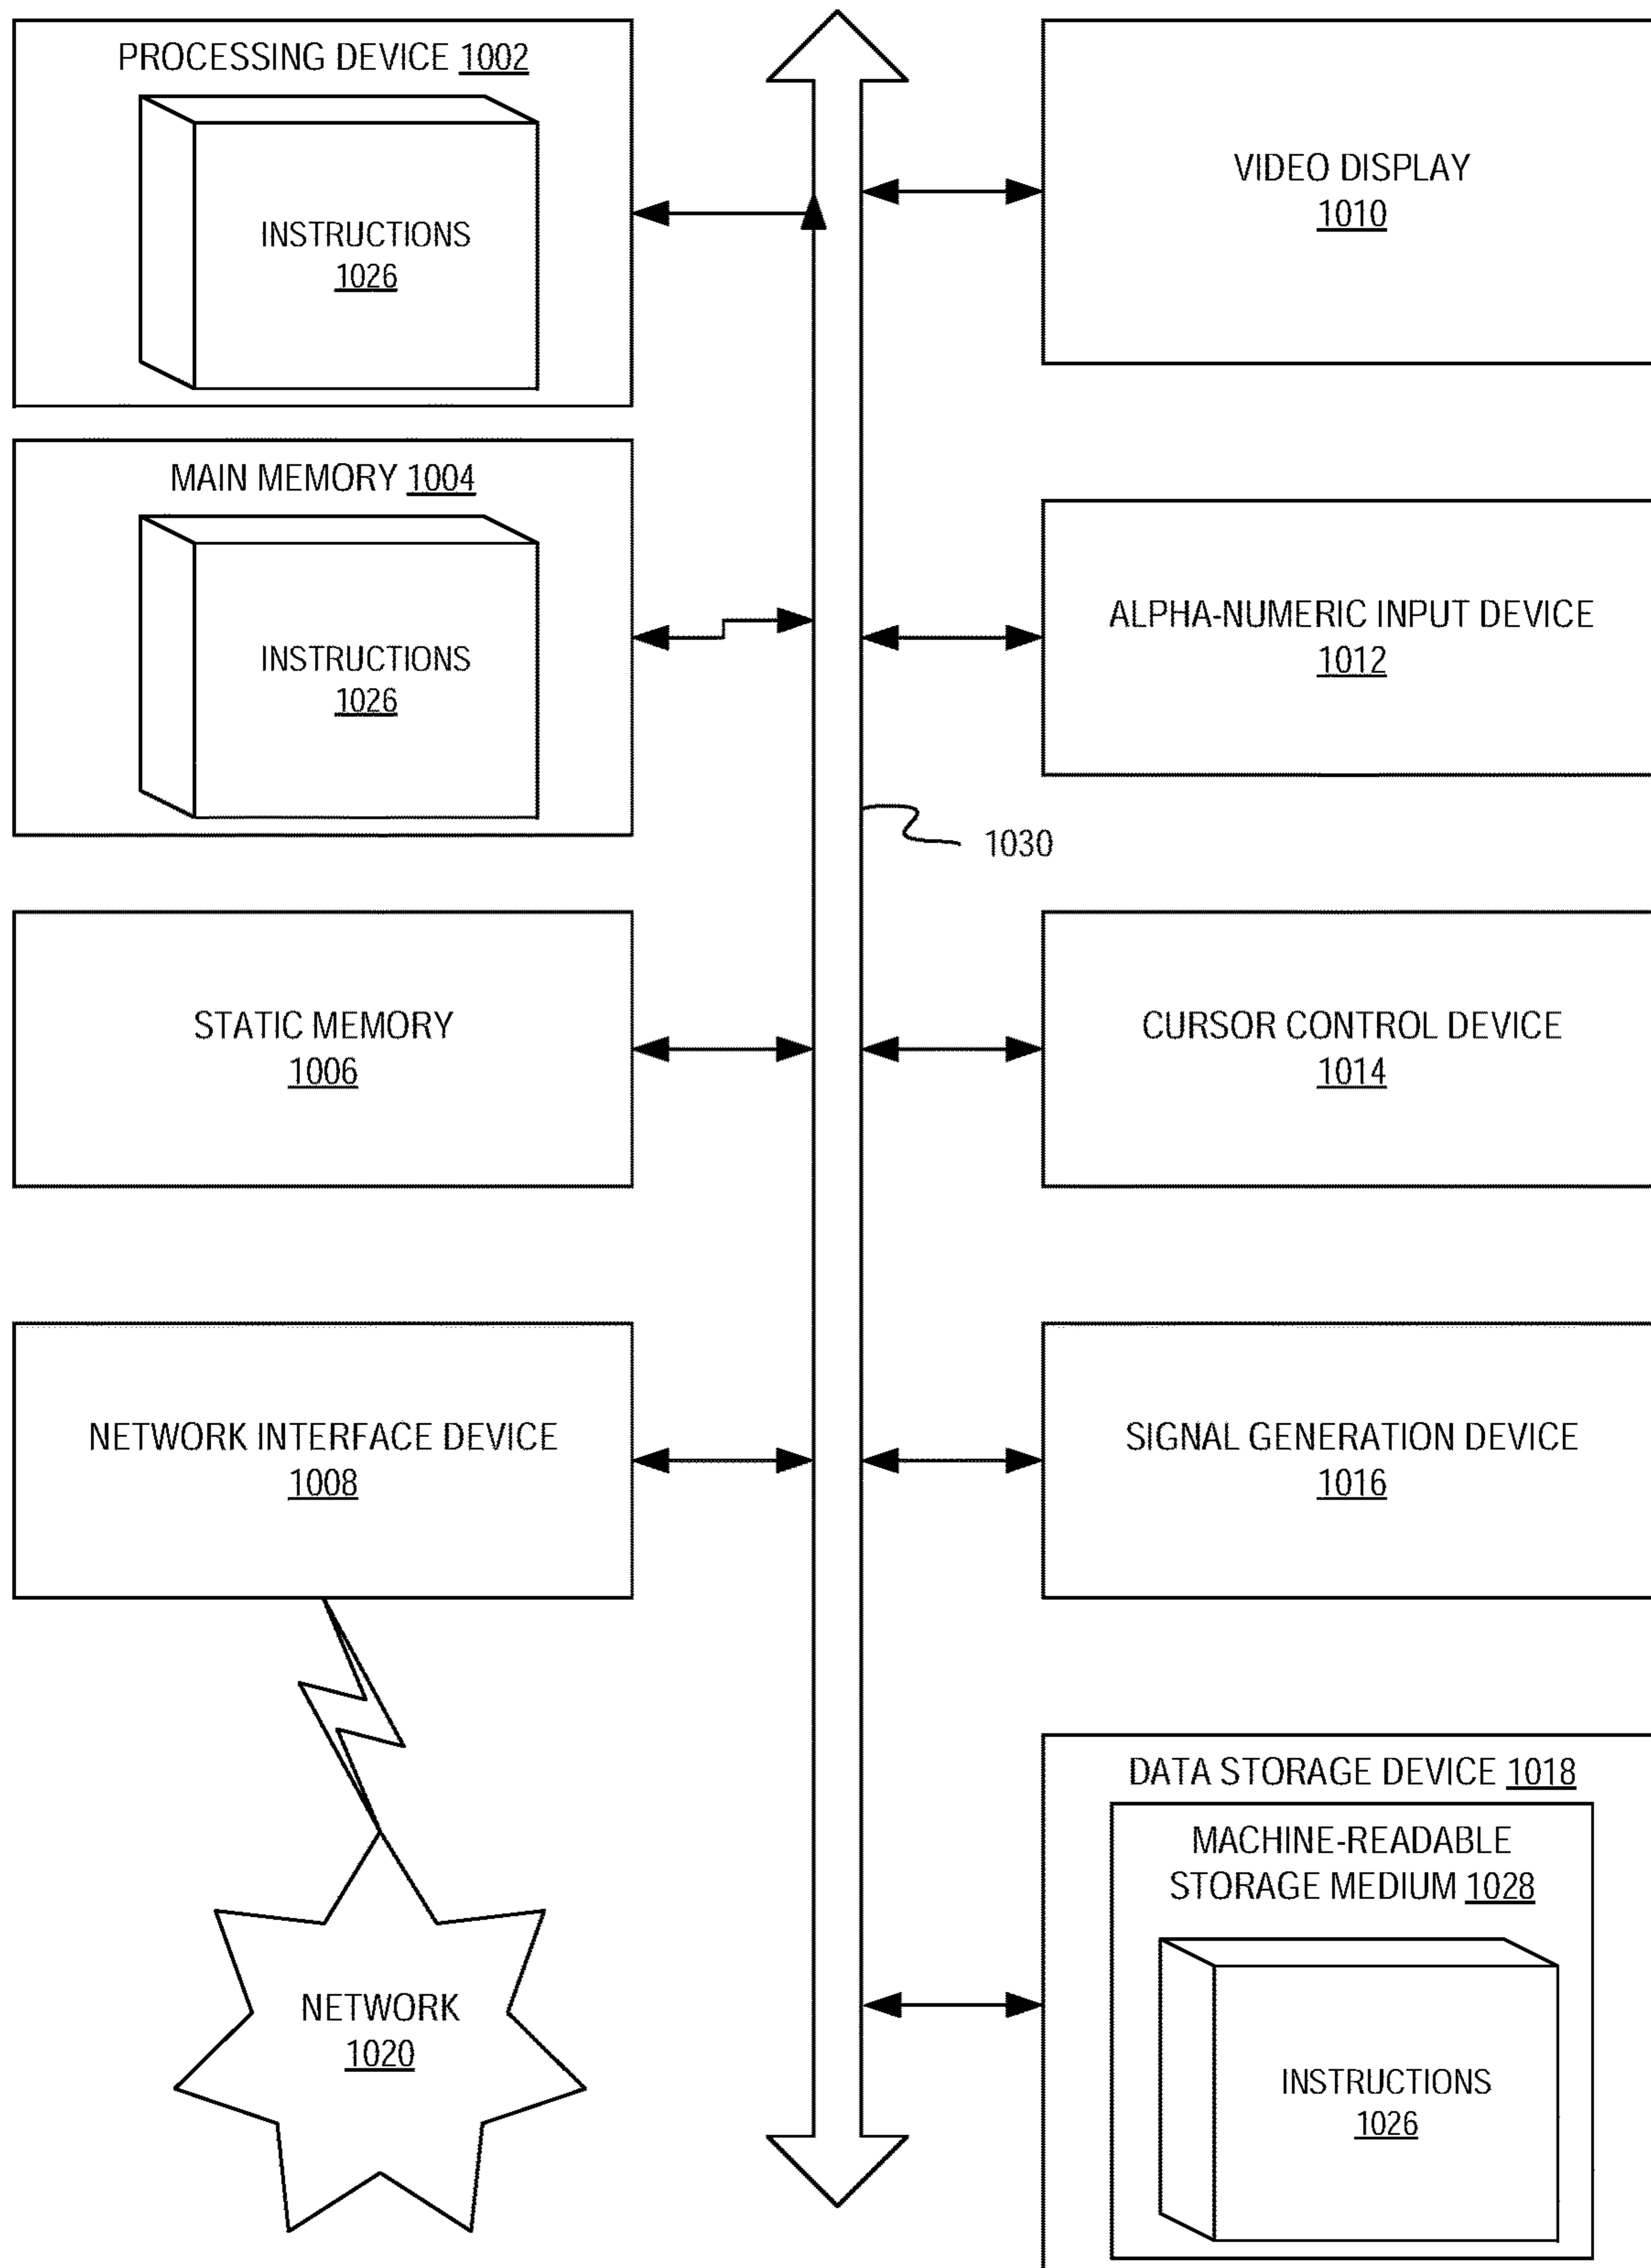 PROCESSING DEVICE 1002
INSTRUCTIONS
1026
MAIN MEMORY 1004
INSTRUCTIONS
1026
STATIC MEMORY
1006
NETWORK INTERFACE DEVICE
1008
NETWORK
1020
1030
VIDEO DISPLAY
1010
ALPHA-NUMERIC INPUT DEVICE
1012
CURSOR CONTROL DEVICE
1014
SIGNAL GENERATION DEVICE
1016
DATA STORAGE DEVICE 1018
MACHINE-READABLE
STORAGE MEDIUM 1028
INSTRUCTIONS
1026